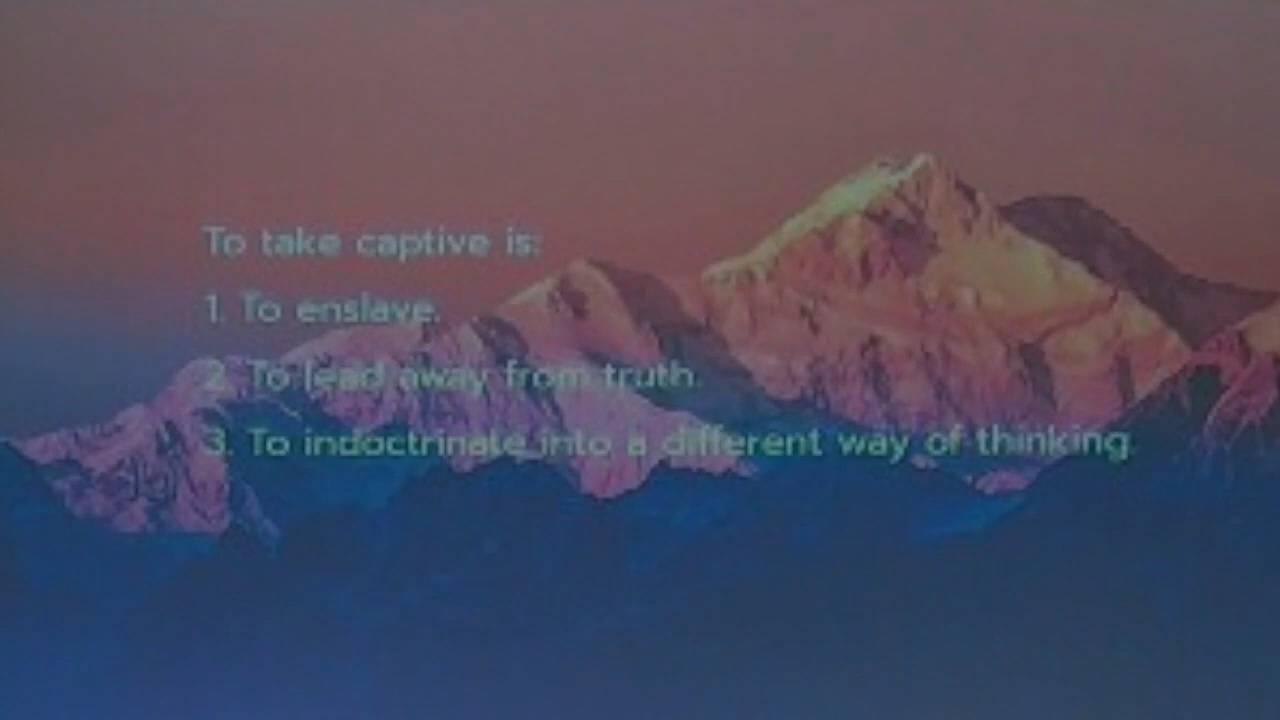 To take captive is:
1. To enslave.
2. To lead away from truth.
3. To indoctrinate into a different way of thinking.